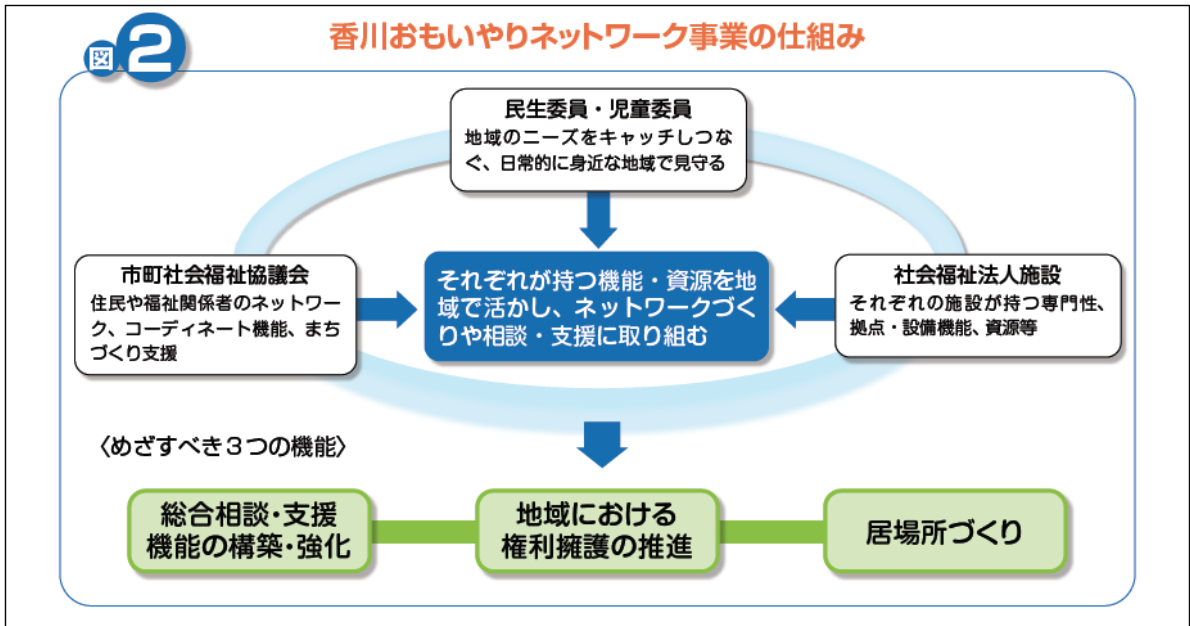 図.2
香川おもいやりネットワーク事業の仕組み
民生委員・児童委員
地域のニーズをキャッチしつな
ぐ、日常的に身近な地域で見守る
市町社会福祉協議会
住民や福祉関係者のネットワー
ク、コーディネート機能、まち
づくり支援
それぞれが持つ機能・資源を地
域で活かし、ネットワークづく
りや相談・支援に取り組む
社会福祉法人施設
それぞれの施設が持つ専門性、
拠点・設備機能、資源等
〈めざすべき3つの機能〉
総合相談・支援
機能の構築・強化
地域における
権利擁護の推進
居場所づくり